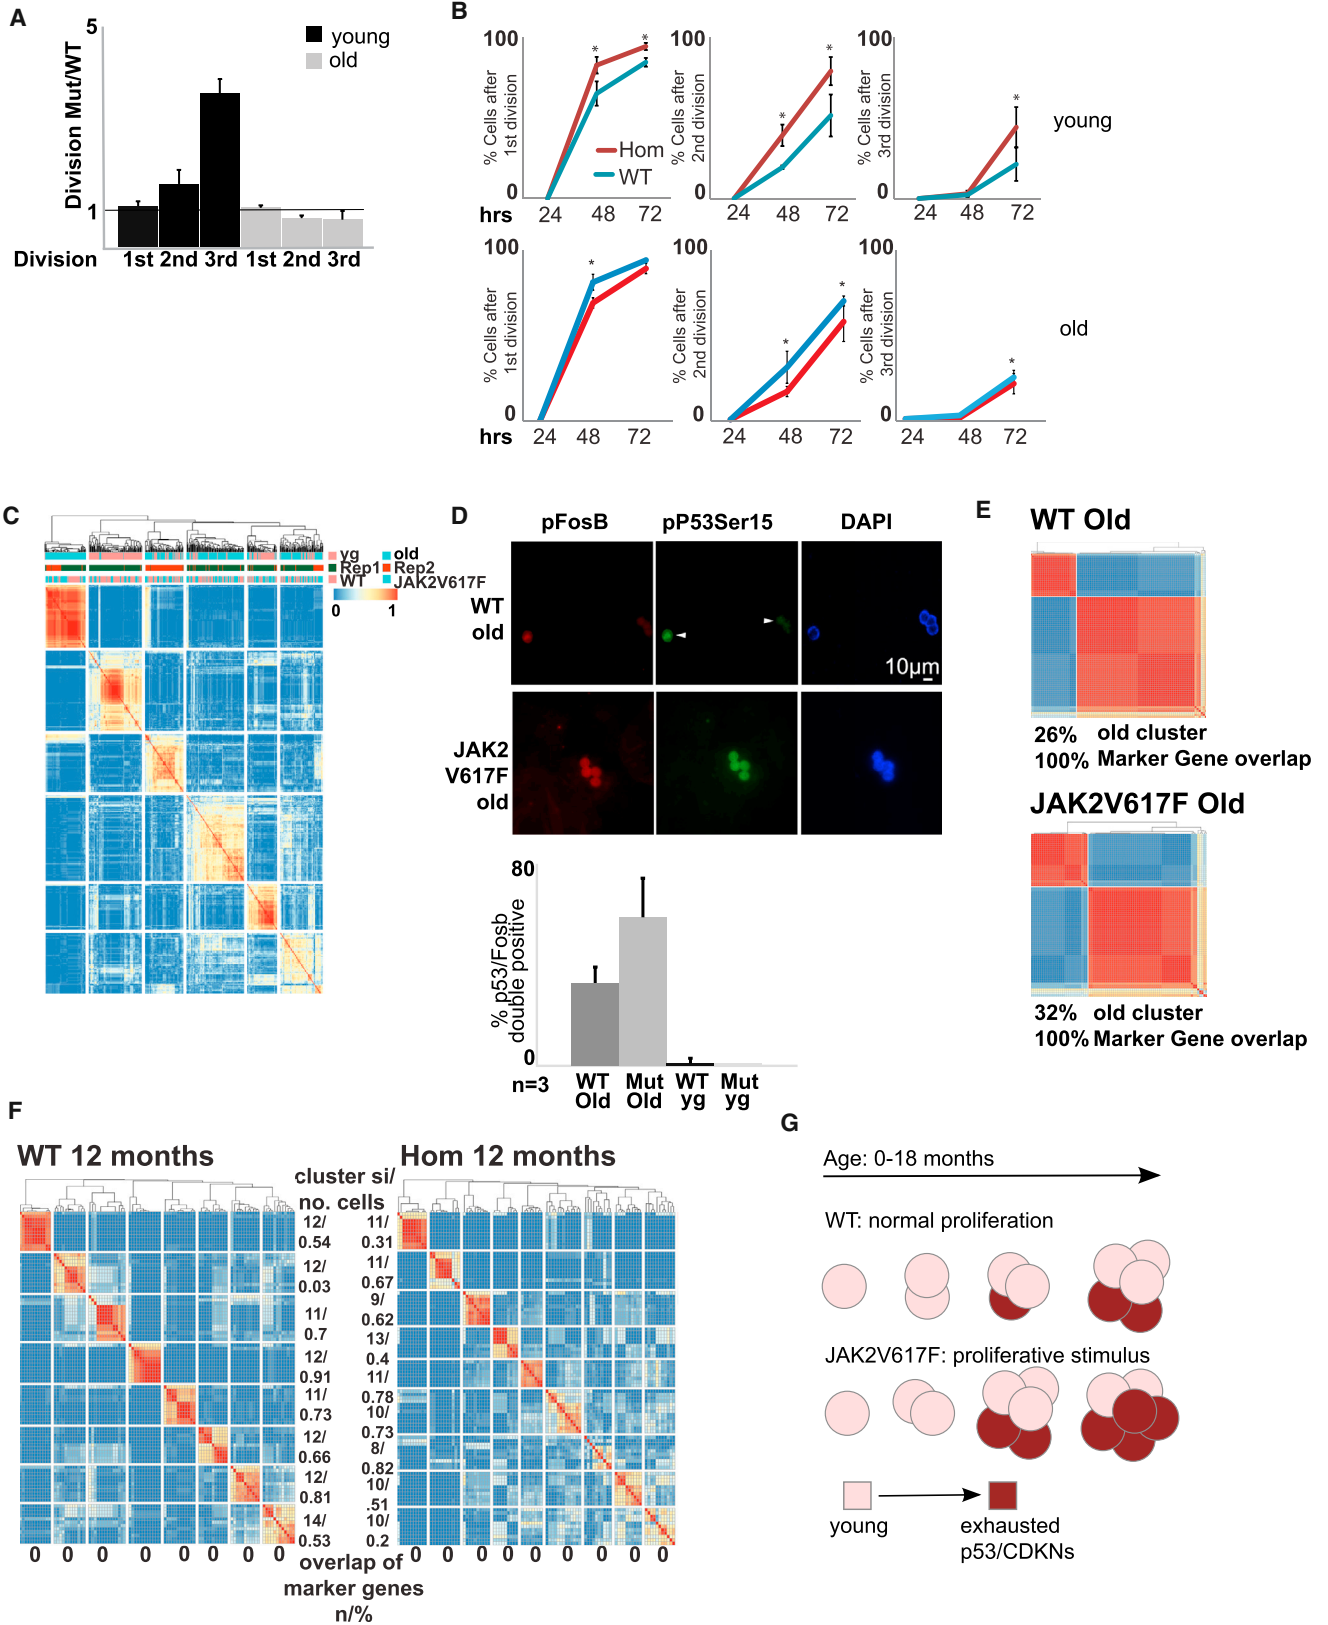 A
5
Division Mut/WT
1
young
old
Division 1st 2nd 3rd 1st 2nd 3rd
B
100
% Cells after
1st division
0
Hom
WT
hrs 24 48 72
* *
100
% Cells after
2nd division
0
24 48 72
* *
100
% Cells after
3rd division
0
24 48 72
*
young
100
% Cells after
1st division
0
hrs 24 48 72
*
100
% Cells after
2nd division
0
24 48 72
* *
100
% Cells after
3rd division
0
24 48 72
*
old
C
yg old
Rep1 Rep2
WT JAK2V617F
0 1
D
pFosB pP53Ser15 DAPI
WT
old
10µm
JAK2
V617F
old
80
% p53/Fosb
double positive
0
n=3
WT Mut WT Mut
Old Old yg yg
E
WT Old
26% old cluster
100% Marker Gene overlap
JAK2V617F Old
32% old cluster
100% Marker Gene overlap
F
WT 12 months
Hom 12 months
cluster si/
no. cells
12/ 11/
0.54 0.31
12/ 11/
0.03 0.67
11/ 9/
0.7 0.62
12/ 13/
0.91 0.4
11/ 11/
0.73 0.78
12/ 10/
0.66 0.73
12/ 8/
0.81 0.82
14/ 10/
0.53 .51
10/
0.2
0 0 0 0 0 0 0 0
0 0 0 0 0 0 0 0 0
overlap of
marker genes
n/%
G
Age: 0-18 months
WT: normal proliferation
JAK2V617F: proliferative stimulus
young
exhausted
p53/CDKNs